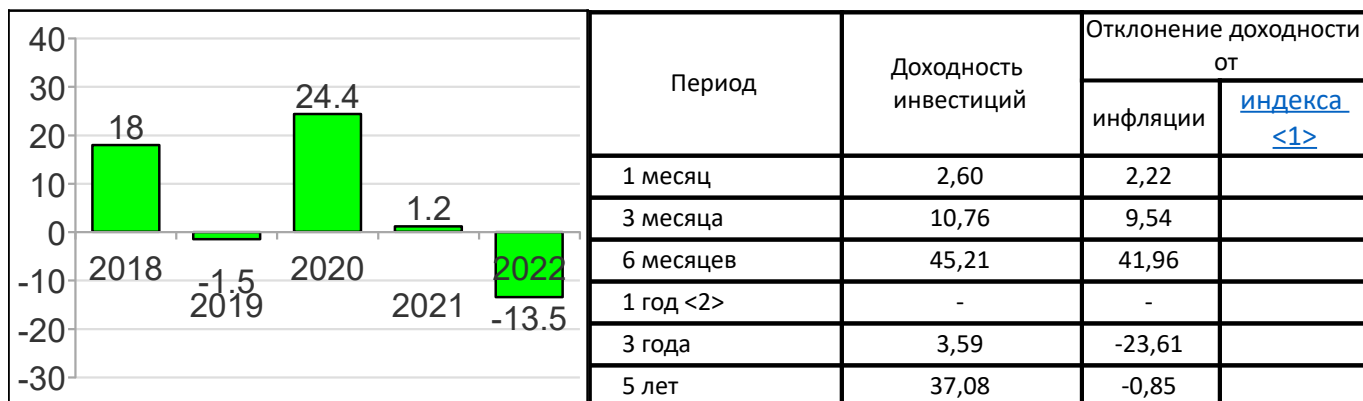 40
30
20
10
0
-10
-20
-30
18
-1.5
24.4
1.2
-13.5
2018
2019
2020
2021
2022
Период
Доходность
инвестиций
Отклонение доходности
от
инфляции
индекса
<1>
1 месяц 2,60 2,22
3 месяца 10,76 9,54
6 месяцев 45,21 41,96
1 год <2> - -
3 года 3,59 -23,61
5 лет 37,08 -0,85